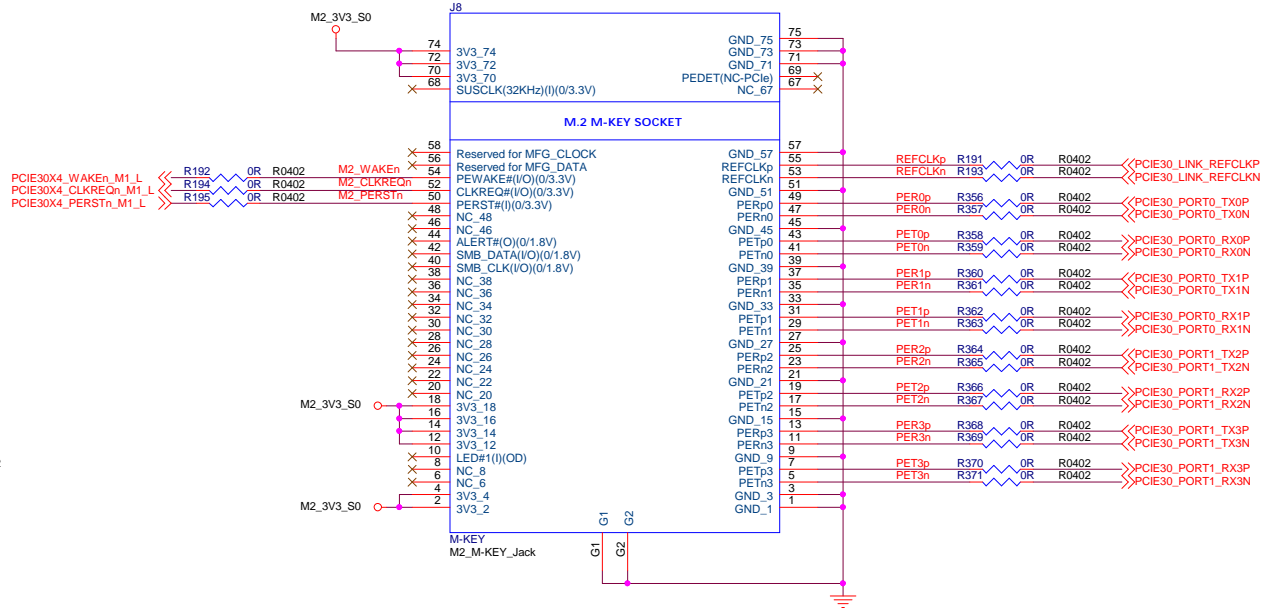 J8
M2_3V3_S0
74 3V3_74
72 3V3_72
70 3V3_70
68 SUSCLK(32KHz)(I)(0/3.3V)
GND_75 75
GND_73 73
GND_71 71
PEDET(NC-PCIe) 69
NC_67 67
M.2 M-KEY SOCKET
58 Reserved for MFG_CLOCK
56 Reserved for MFG_DATA
PCIE30X4_WAKEn_M1_L R192 0R R0402 M2_WAKEn 54 PEWAKE#(I/O)(0/3.3V)
PCIE30X4_CLKREQn_M1_L R194 0R R0402 M2_CLKREQn 52 CLKREQ#(I/O)(0/3.3V)
PCIE30X4_PERSTn_M1_L R195 0R R0402 M2_PERSTn 50 PERST#(I)(0/3.3V)
48 NC_48
46 NC_46
44 ALERT#(O)(0/1.8V)
42 SMB_DATA(I/O)(0/1.8V)
40 SMB_CLK(I/O)(0/1.8V)
38 NC_38
36 NC_36
34 NC_34
32 NC_32
30 NC_30
28 NC_28
26 NC_26
24 NC_24
22 NC_22
20 NC_20
M2_3V3_S0 18 3V3_18
16 3V3_16
14 3V3_14
12 3V3_12
10 LED#1(I)(OD)
8 NC_8
6 NC_6
4 3V3_4
M2_3V3_S0 2 3V3_2
GND_57 57
REFCLKp 55 REFCLKp R191 0R R0402 PCIE30_LINK_REFCLKP
REFCLKn 53 REFCLKn R193 0R R0402 PCIE30_LINK_REFCLKN
GND_51 51
PERp0 49 PER0p R356 0R R0402 PCIE30_PORT0_TX0P
PERn0 47 PER0n R357 0R R0402 PCIE30_PORT0_TX0N
GND_45 45
PETp0 43 PET0p R358 0R R0402 PCIE30_PORT0_RX0P
PETn0 41 PET0n R359 0R R0402 PCIE30_PORT0_RX0N
GND_39 39
PERp1 37 PER1p R360 0R R0402 PCIE30_PORT0_TX1P
PERn1 35 PER1n R361 0R R0402 PCIE30_PORT0_TX1N
GND_33 33
PETp1 31 PET1p R362 0R R0402 PCIE30_PORT0_RX1P
PETn1 29 PET1n R363 0R R0402 PCIE30_PORT0_RX1N
GND_27 27
PERp2 25 PER2p R364 0R R0402 PCIE30_PORT1_TX2P
PERn2 23 PER2n R365 0R R0402 PCIE30_PORT1_TX2N
GND_21 21
PETp2 19 PET2p R366 0R R0402 PCIE30_PORT1_RX2P
PETn2 17 PET2n R367 0R R0402 PCIE30_PORT1_RX2N
GND_15 15
PERp3 13 PER3p R368 0R R0402 PCIE30_PORT1_TX3P
PERn3 11 PER3n R369 0R R0402 PCIE30_PORT1_TX3N
GND_9 9
PETp3 7 PET3p R370 0R R0402 PCIE30_PORT1_RX3P
PETn3 5 PET3n R371 0R R0402 PCIE30_PORT1_RX3N
GND_3 3
GND_1 1
G1 G2
G1 G2
M-KEY
M2_M-KEY_Jack